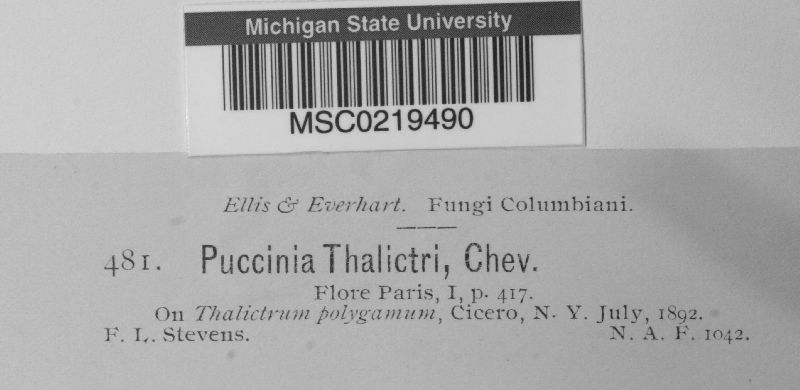 Michigan State University
MSC0219490
Ellis & Everhart. Fungi Columbiani.
481. Puccinia Thalictri, Chev.
Flore Paris, I, p. 417.
On Thalictrum polygamum, Cicero, N. Y. July, 1892.
F. L. Stevens. N. A. F. 1042.